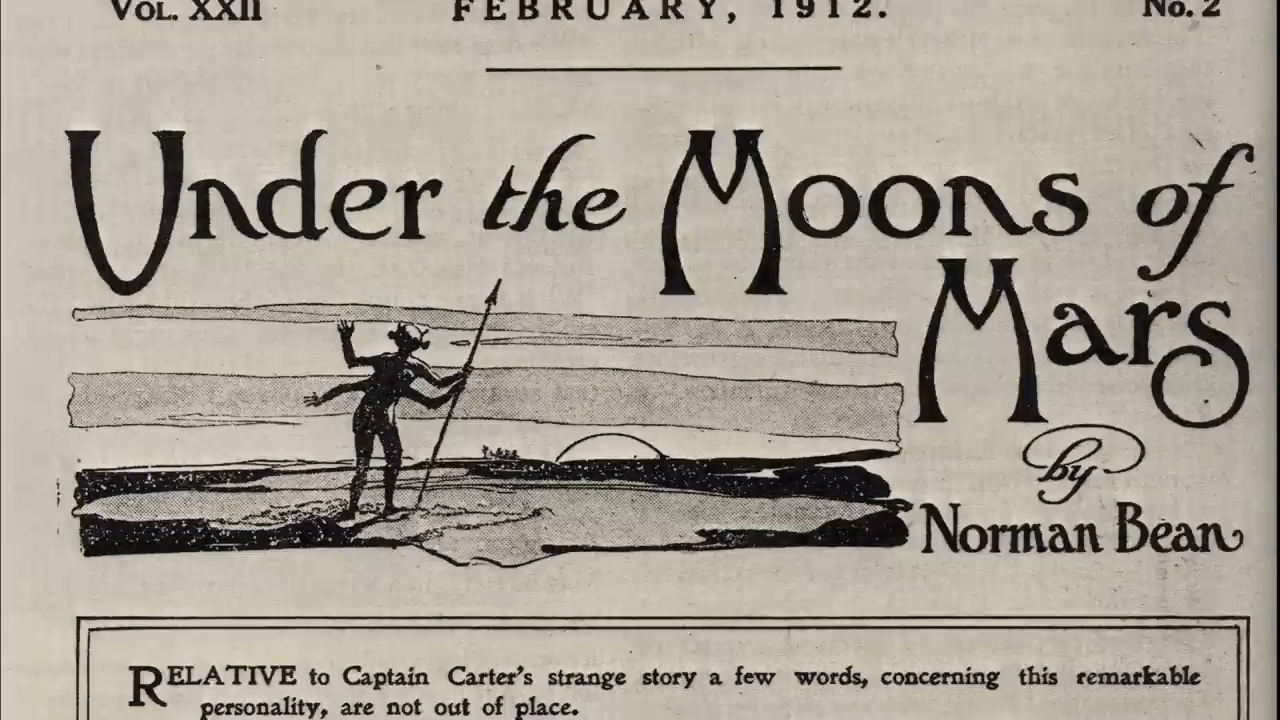 VOL. XXII FEBRUARY, 1912. No. 2
Under the Moons of
Mars
by
Norman Bean
RELATIVE to Captain Carter's strange story a few words, concerning this remarkable
personality, are not out of place.